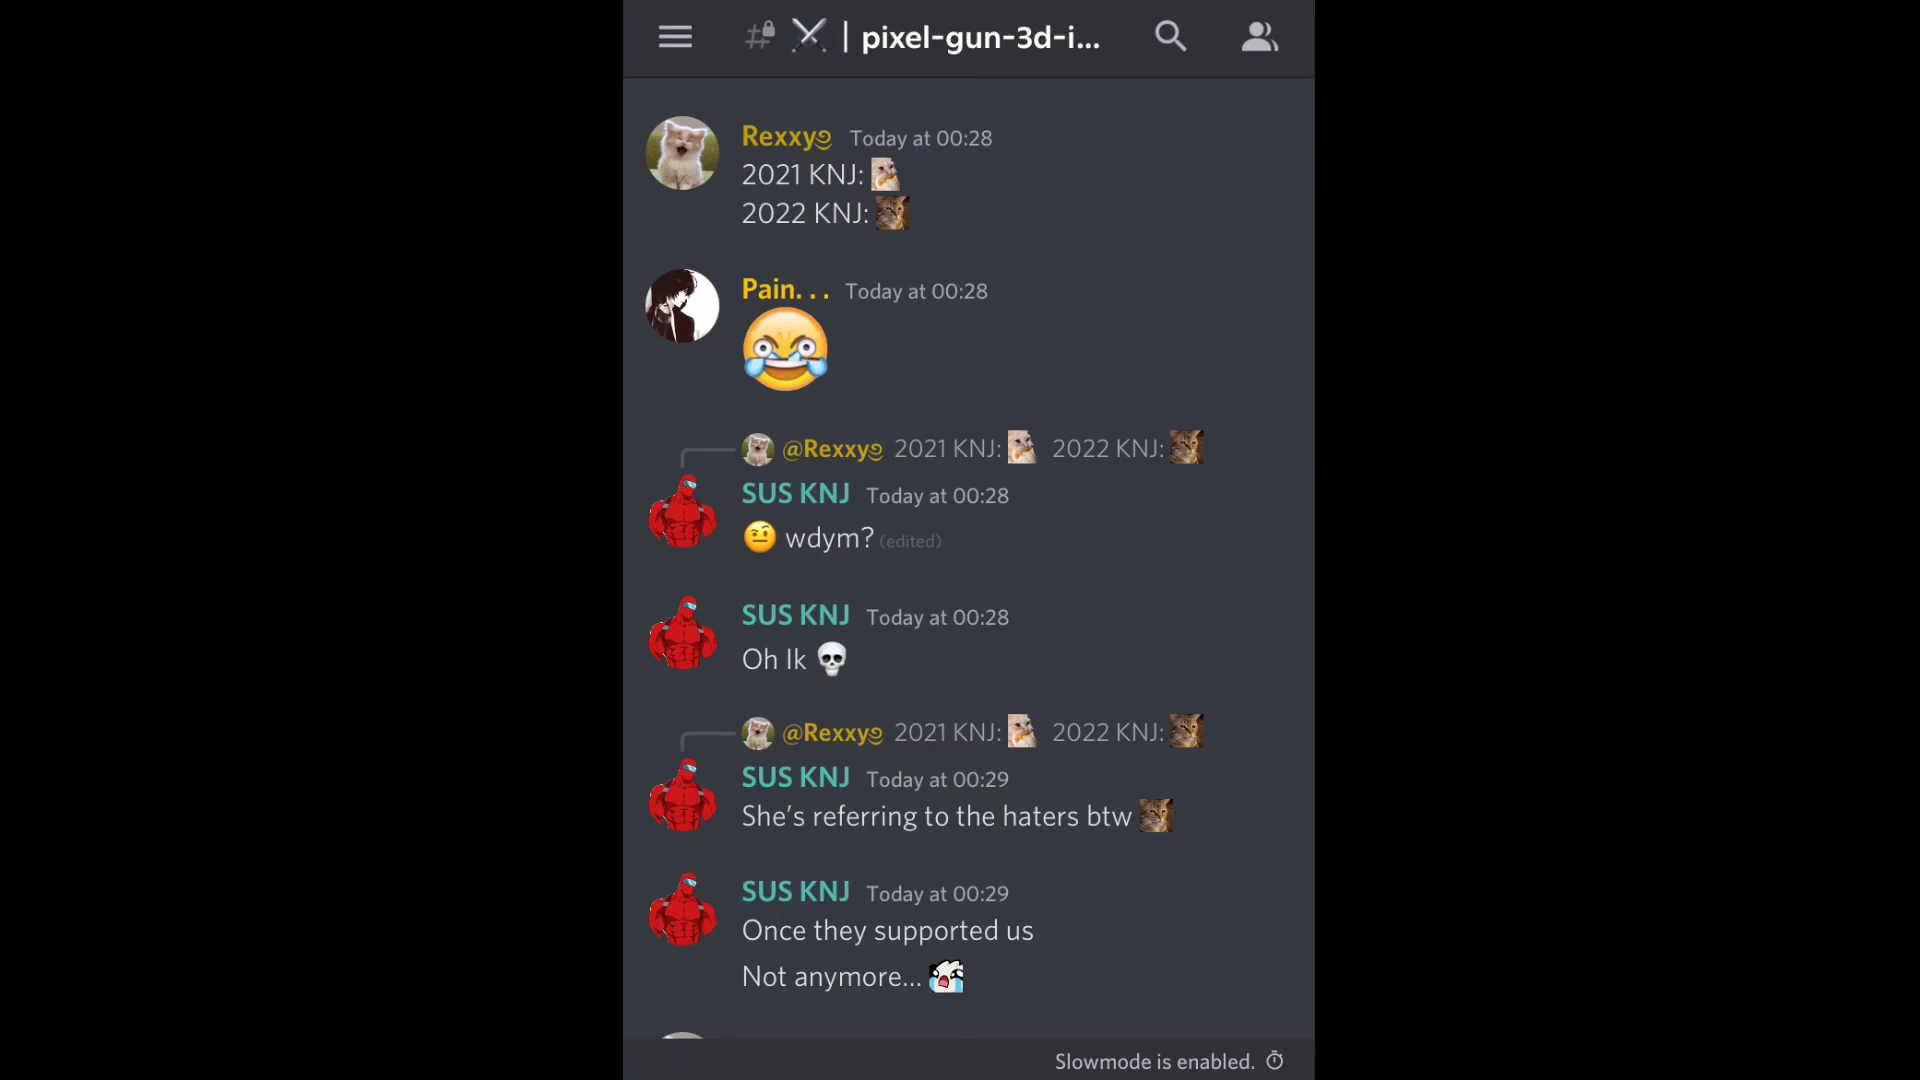 # | pixel-gun-3d-i...
Rexxy୭ Today at 00:28
2021 KNJ:
2022 KNJ:
Pain. . . Today at 00:28
@Rexxy୭ 2021 KNJ: 2022 KNJ:
SUS KNJ Today at 00:28
🤨 wdym? (edited)
SUS KNJ Today at 00:28
Oh Ik 💀
@Rexxy୭ 2021 KNJ: 2022 KNJ:
SUS KNJ Today at 00:29
She's referring to the haters btw
SUS KNJ Today at 00:29
Once they supported us
Not anymore...
Slowmode is enabled.